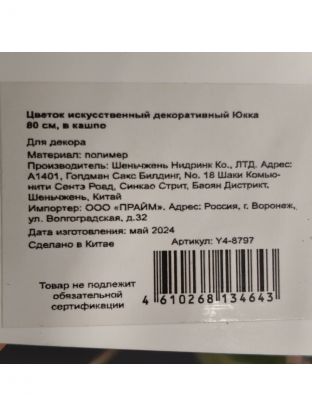 Цветок искусственный декоративный Юкка
80 см, в кашпо
Для декора
Материал: полимер
Производитель: Шеньчжень Нидринк Ко., ЛТД. Адрес:
А1401, Голдман Сакс Билдинг, No. 18 Шаки Комью-
нити Сентэ Роад, Синкао Стрит, Баоян Дистрикт,
Шеньчжень, Китай
Импортер: ООО «ПРАЙМ». Адрес: Россия, г. Воронеж,
ул. Волгоградская, д.32
Дата изготовления: май 2024
Сделано в Китае Артикул: Y4-8797
Товар не подлежит
обязательной
сертификации
4 610268 134643